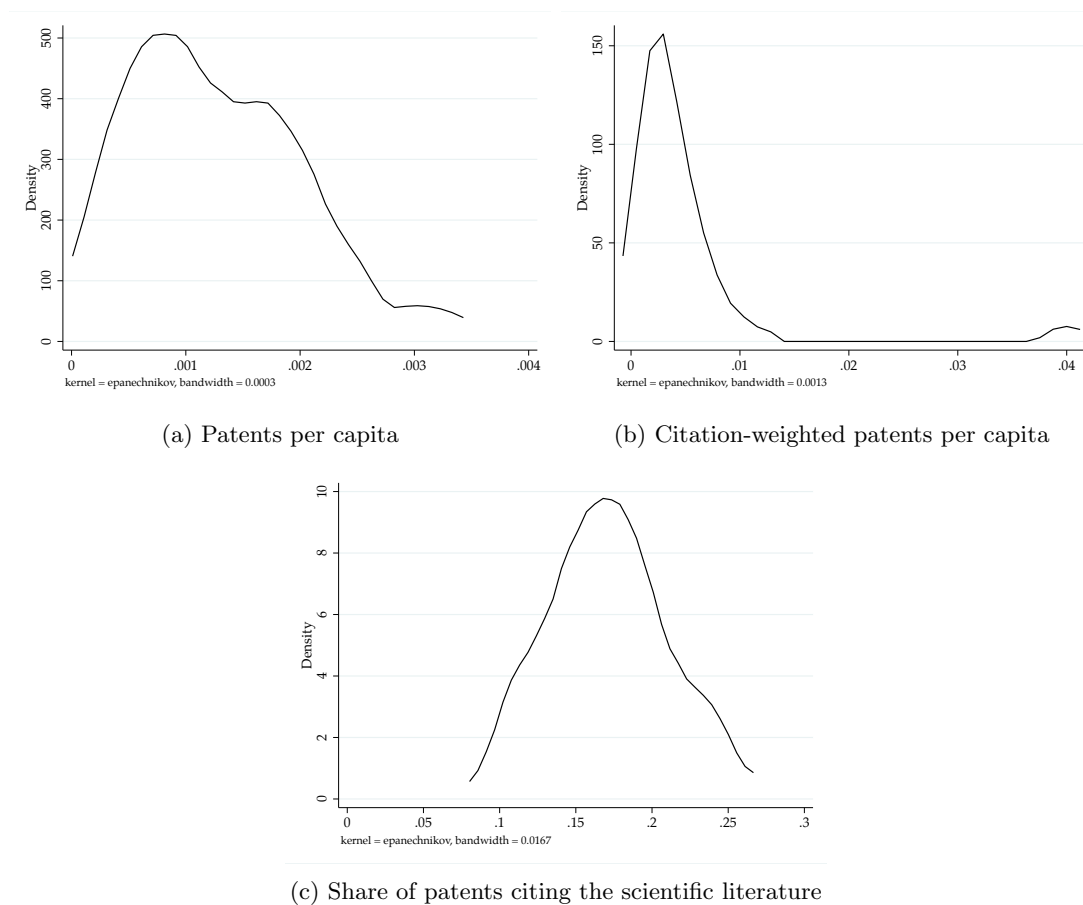 Density
500
400
300
200
100
0
0 .001 .002 .003 .004
kernel = epanechnikov, bandwidth = 0.0003
(a) Patents per capita
Density
150
100
50
0
0 .01 .02 .03 .04
kernel = epanechnikov, bandwidth = 0.0013
(b) Citation-weighted patents per capita
Density
10
8
6
4
2
0
0 .05 .1 .15 .2 .25 .3
kernel = epanechnikov, bandwidth = 0.0167
(c) Share of patents citing the scientific literature